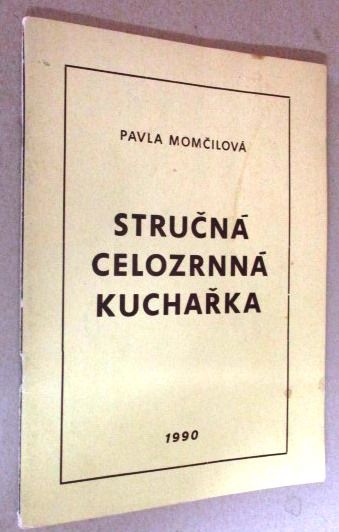 PAVLA MOMČILOVÁ
STRUČNÁ
CELOZRNNÁ
KUCHAŘKA
1990